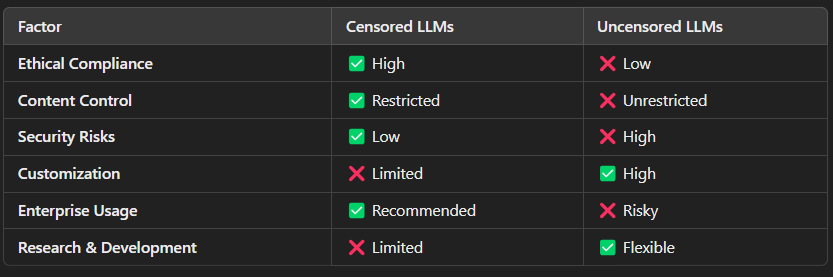 Factor Censored LLMs Uncensored LLMs
Ethical Compliance ✅ High ❌ Low
Content Control ✅ Restricted ❌ Unrestricted
Security Risks ✅ Low ❌ High
Customization ❌ Limited ✅ High
Enterprise Usage ✅ Recommended ❌ Risky
Research & Development ❌ Limited ✅ Flexible